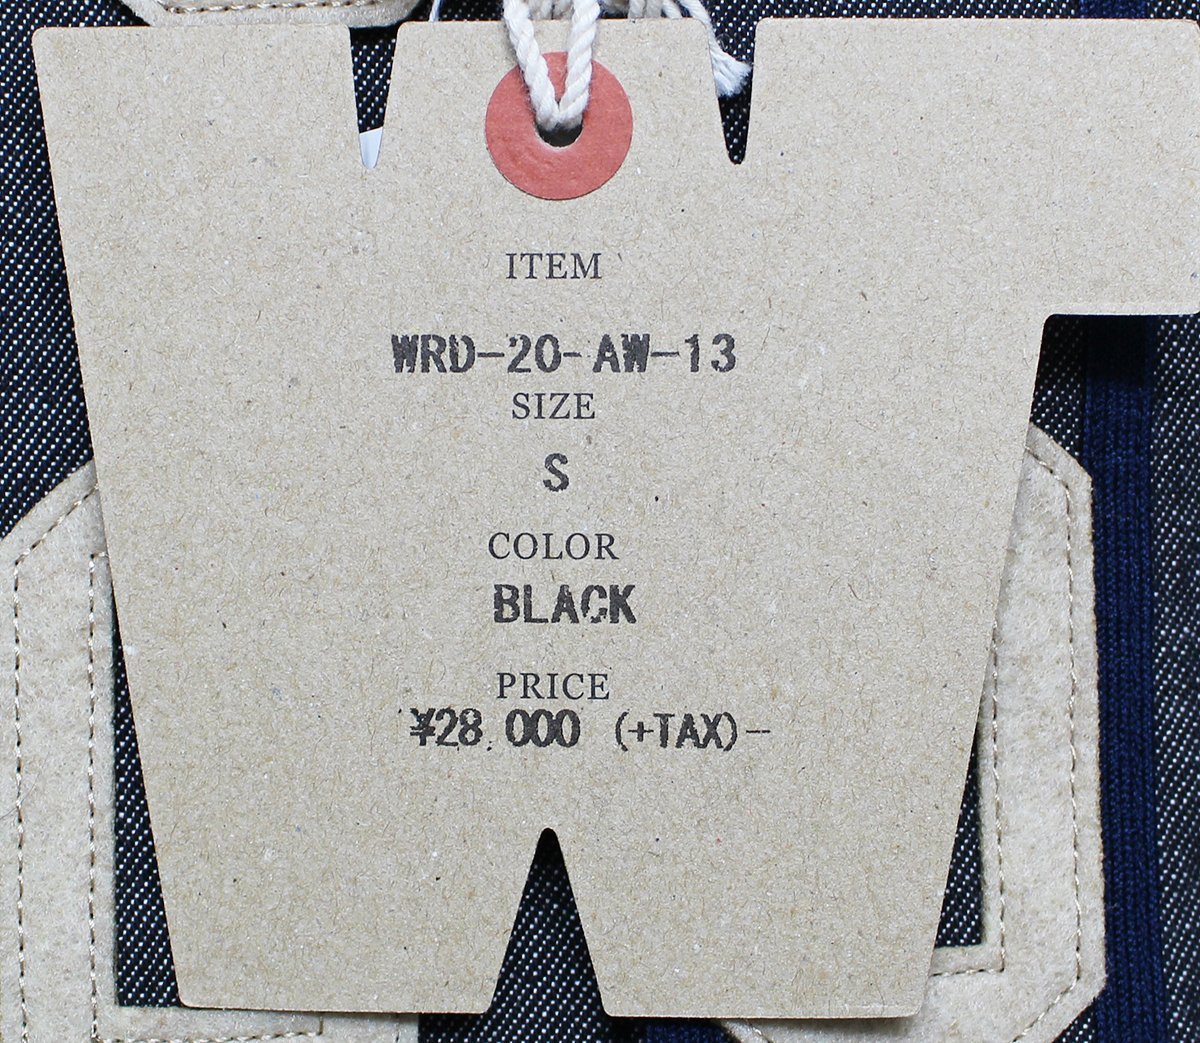 ITEM
WRD-20-AW-13
SIZE
S
COLOR
BLACK
PRICE
¥28,000 (+TAX)-